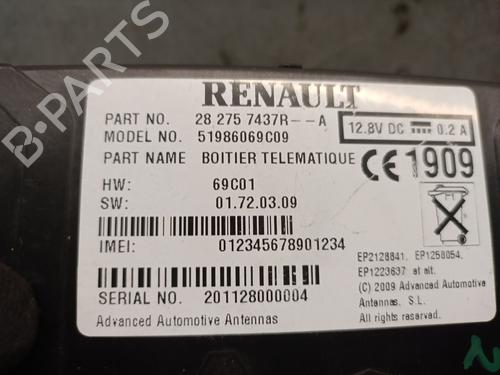 B-PARTS
RENAULT
PART NO. 28 275 7437R--A
12.8V DC 0.2 A
MODEL NO. 51986069C09
PART NAME BOITIER TELEMATIQUE
CE 1909
HW: 69C01
SW: 01.72.03.09
IMEI: 012345678901234
EP2128841, EP1258054,
EP1223637 at alt.
(C) 2009 Advanced Automotive
Antennas, S.L.
All rights reserved.
SERIAL NO. 201128000004
Advanced Automotive Antennas